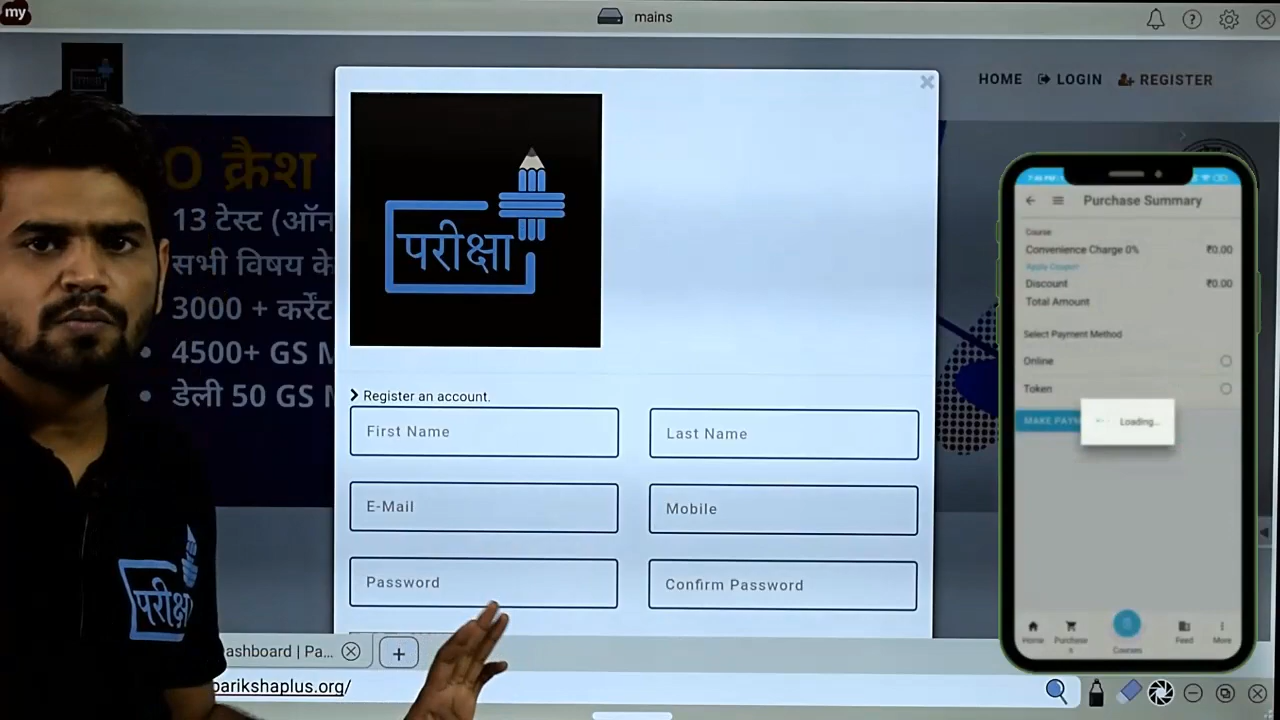 my
mains
HOME
LOGIN
REGISTER
O क्रैश
13 टेस्ट (ऑन
सभी विषय के
3000 + कर्रेंट
• 4500+ GS M
• डेली 50 GS M
परीक्षा
Register an account.
First Name
Last Name
E-Mail
Mobile
Password
Confirm Password
परीक्षा
ashboard | Pa...
parikshaplus.org/
Purchase Summary
Course
Convenience Charge 0% ₹0.00
Apply Coupon
Discount ₹0.00
Total Amount
Select Payment Method
Online
Token
MAKE PAYM
Loading...
Home
Purchase
s
Courses
Feed
More